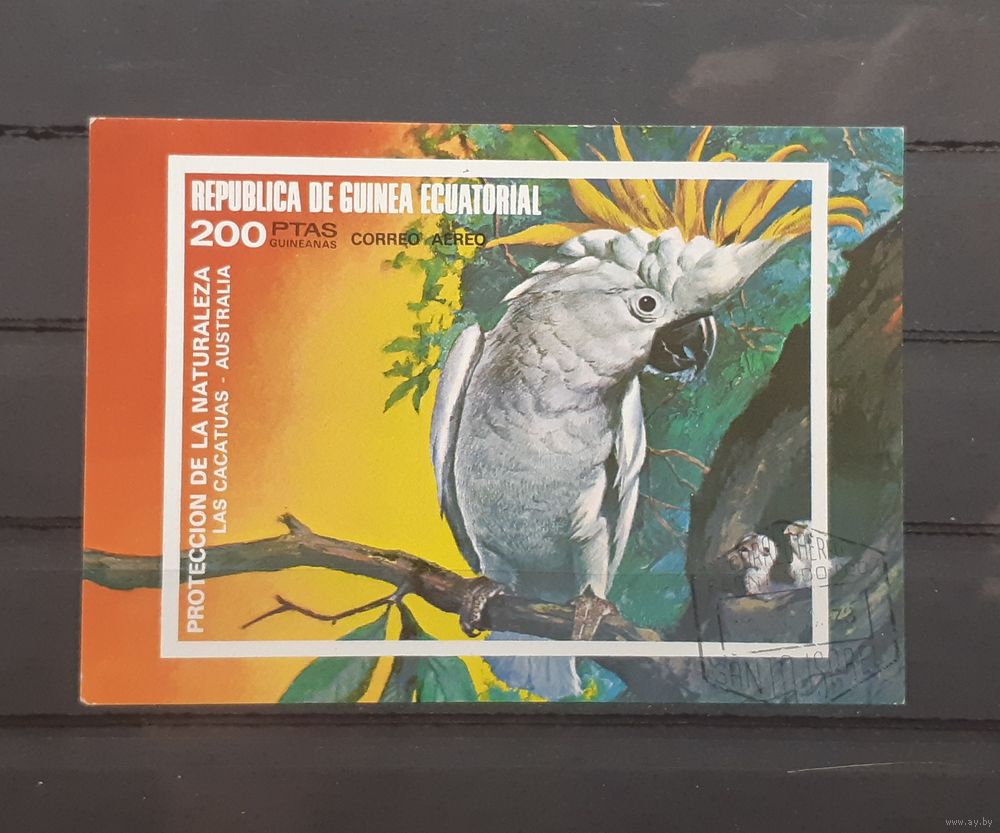 REPUBLICA DE GUINEA ECUATORIAL
200 PTAS GUINEANAS CORREO AEREO
PROTECCION DE LA NATURALEZA
LAS CACATUAS - AUSTRALIA
www.ay.by